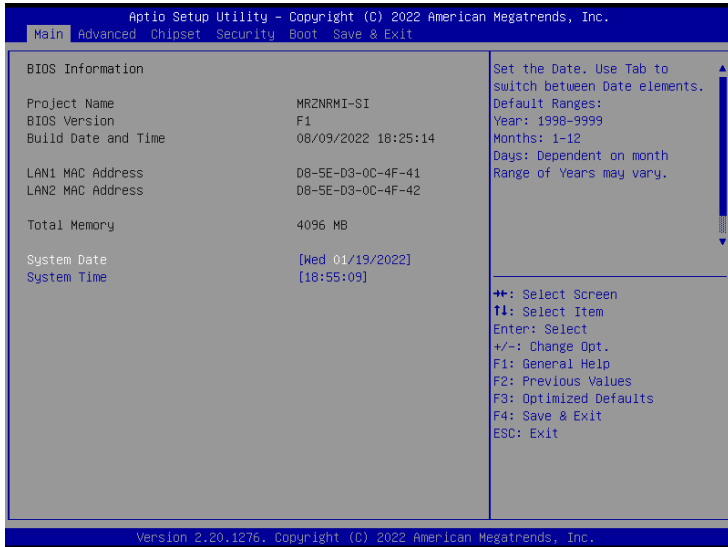 Aptio Setup Utility – Copyright (C) 2022 American Megatrends, Inc.
Main Advanced Chipset Security Boot Save & Exit
BIOS Information
Project Name MRZNRMI-SI
BIOS Version F1
Build Date and Time 08/09/2022 18:25:14
LAN1 MAC Address D8-5E-D3-0C-4F-41
LAN2 MAC Address D8-5E-D3-0C-4F-42
Total Memory 4096 MB
System Date [Wed 01/19/2022]
System Time [18:55:09]
Set the Date. Use Tab to
switch between Date elements.
Default Ranges:
Year: 1998-9999
Months: 1-12
Days: Dependent on month
Range of Years may vary.
→←: Select Screen
↑↓: Select Item
Enter: Select
+/-: Change Opt.
F1: General Help
F2: Previous Values
F3: Optimized Defaults
F4: Save & Exit
ESC: Exit
Version 2.20.1276. Copyright (C) 2022 American Megatrends, Inc.